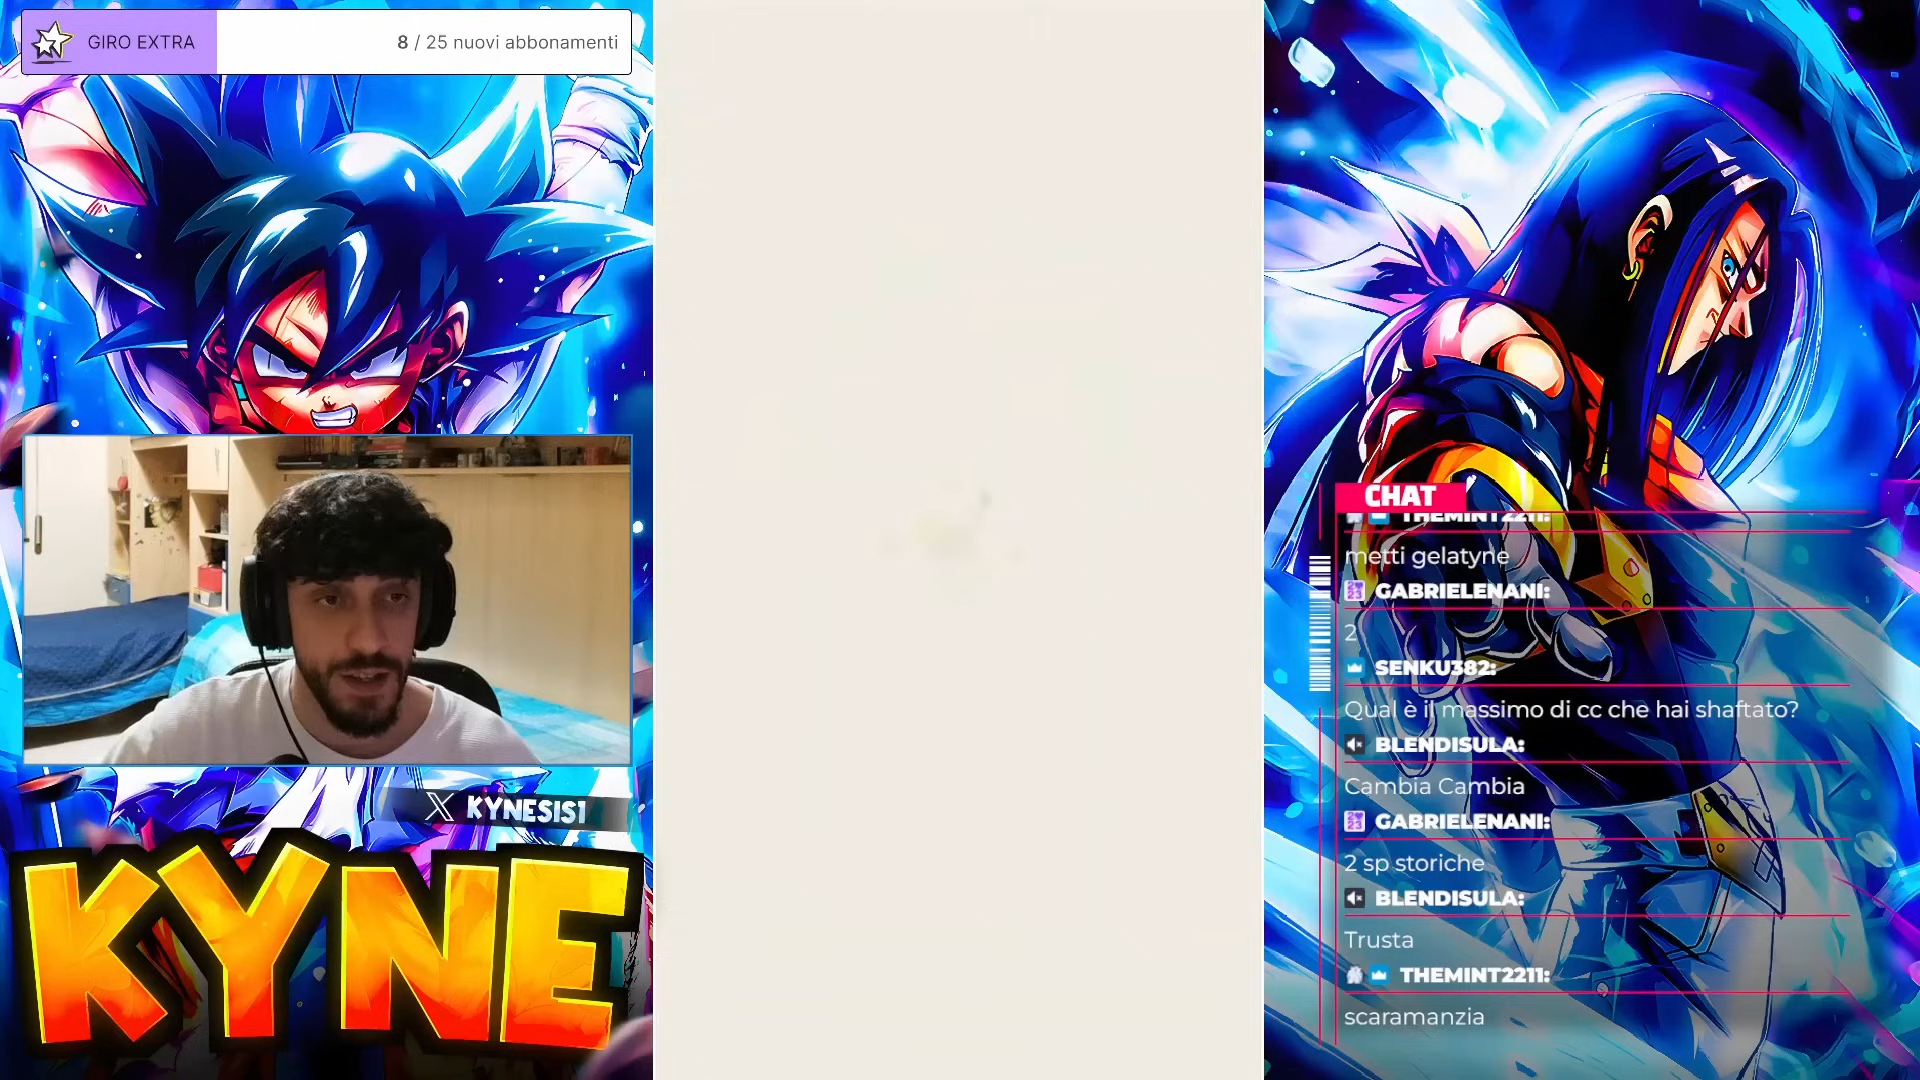 GIRO EXTRA
8 / 25 nuovi abbonamenti
X KYNESIS1
KYNE
CHAT
THEMINT2211:
metti gelatyne
GABRIELENANI:
2
SENKU382:
Qual è il massimo di cc che hai shaftato?
BLENDISULA:
Cambia Cambia
GABRIELENANI:
2 sp storiche
BLENDISULA:
Trusta
THEMINT2211:
scaramanzia